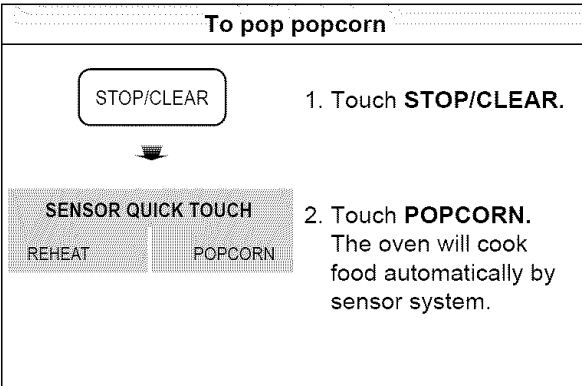 To pop popcorn
STOP/CLEAR
1. Touch STOP/CLEAR.
SENSOR QUICK TOUCH
REHEAT POPCORN
2. Touch POPCORN.
The oven will cook
food automatically by
sensor system.